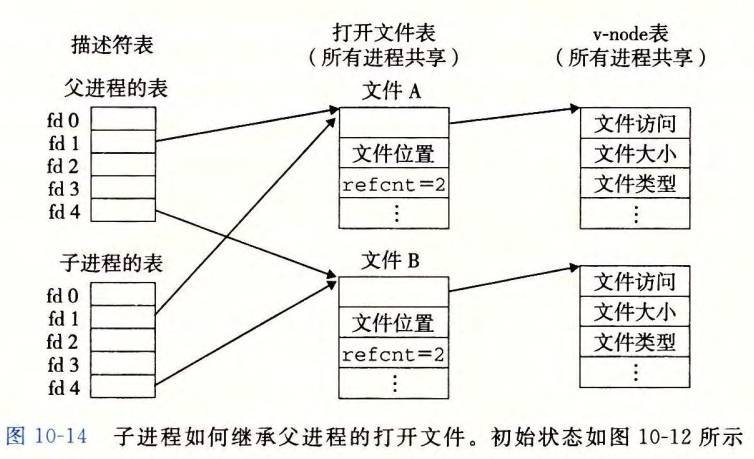 描述符表
打开文件表
（所有进程共享）
v-node表
（所有进程共享）
父进程的表
fd 0
fd 1
fd 2
fd 3
fd 4
文件 A
文件位置
refcnt=2
⋮
文件访问
文件大小
文件类型
⋮
子进程的表
fd 0
fd 1
fd 2
fd 3
fd 4
文件 B
文件位置
refcnt=2
⋮
文件访问
文件大小
文件类型
⋮
图 10-14 子进程如何继承父进程的打开文件。初始状态如图 10-12 所示